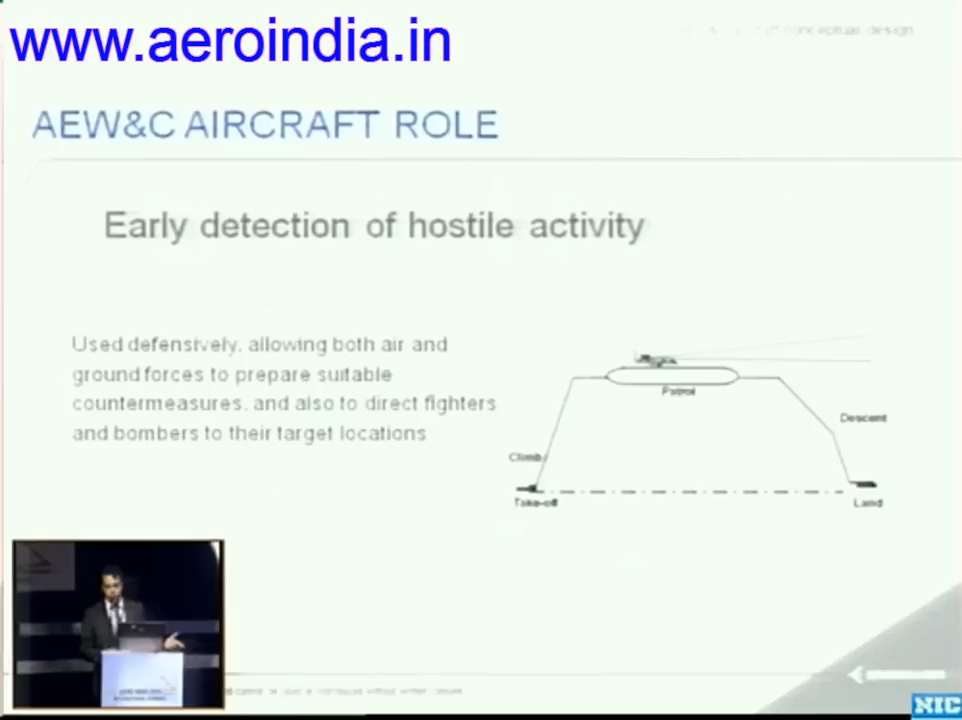 www.aeroindia.in
conceptual design
AEW&C AIRCRAFT ROLE
Early detection of hostile activity
Used defensively, allowing both air and
ground forces to prepare suitable
countermeasures, and also to direct fighters
and bombers to their target locations
Patrol
Descent
Climb
Take-off
Land
NIC